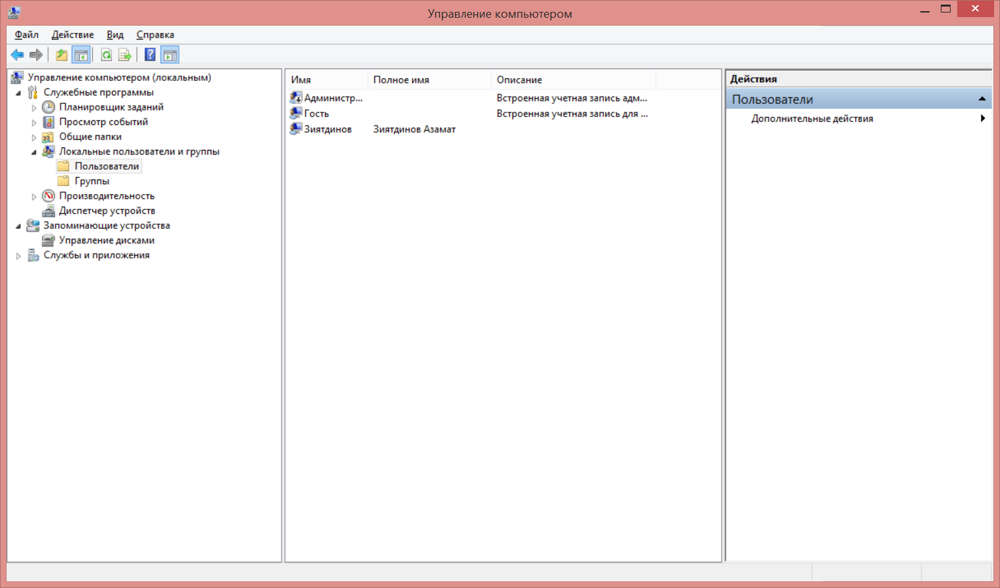 Управление компьютером
Файл Действие Вид Справка
Управление компьютером (локальным)
Служебные программы
Планировщик заданий
Просмотр событий
Общие папки
Локальные пользователи и группы
Пользователи
Группы
Производительность
Диспетчер устройств
Запоминающие устройства
Управление дисками
Службы и приложения
Имя Полное имя Описание
Администр... Встроенная учетная запись адм...
Гость Встроенная учетная запись для ...
Зиятдинов Зиятдинов Азамат
Действия
Пользователи
Дополнительные действия